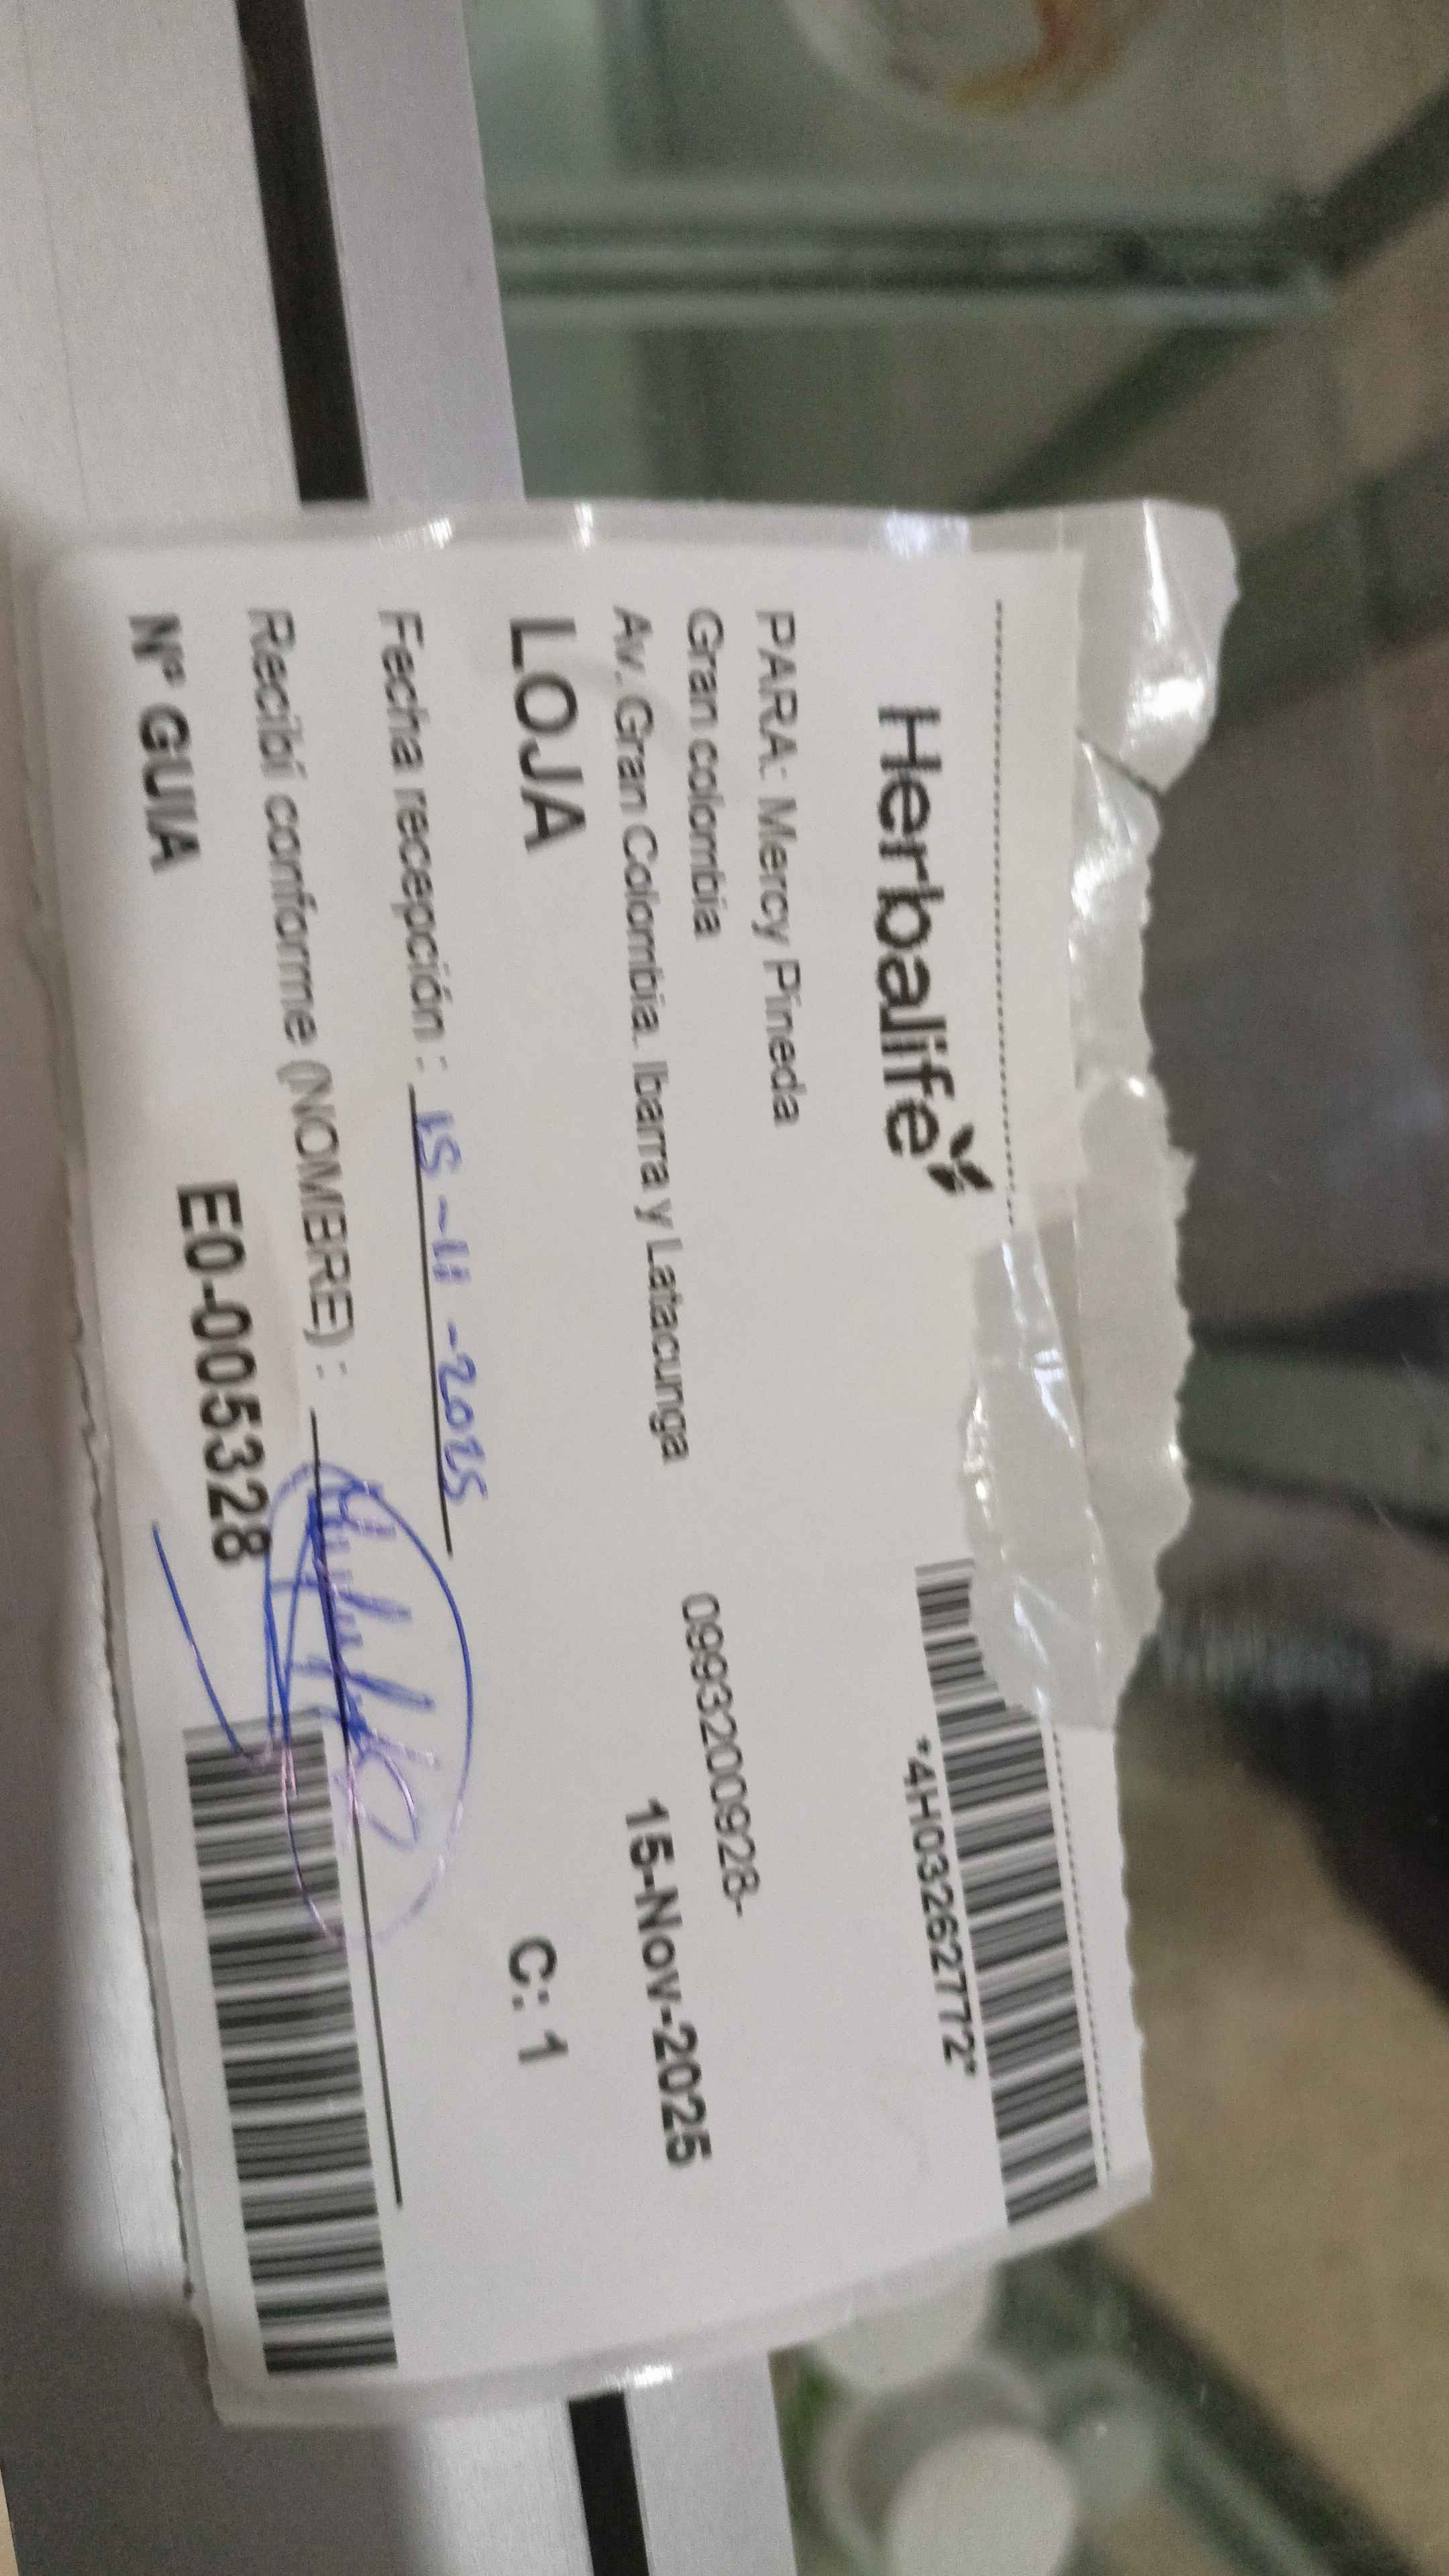 Herbalife
*4H03262772*
PARA: Mercy Pineda
Gran colombia
0993200928-
Av. Gran Colombia. Ibarra y Latacunga
15-Nov-2025
LOJA
C: 1
Fecha recepción : 15-11-2025
Recibí conforme (NOMBRE) :
Nº GUIA
E0-005328